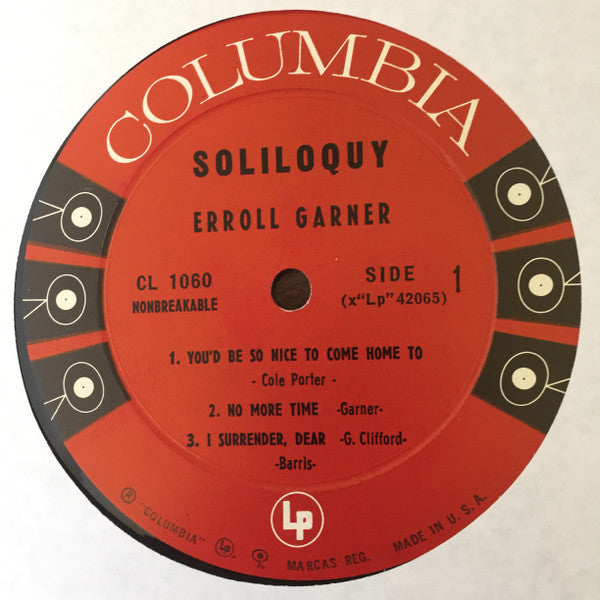 COLUMBIA
SOLILOQUY
ERROLL GARNER
CL 1060
NONBREAKABLE
SIDE 1
(x"Lp" 42065)
1. YOU'D BE SO NICE TO COME HOME TO
- Cole Porter -
2. NO MORE TIME -Garner-
3. I SURRENDER, DEAR -G. Clifford-
-Barris-
Lp
® "COLUMBIA" Lp MARCAS REG. MADE IN U. S. A.